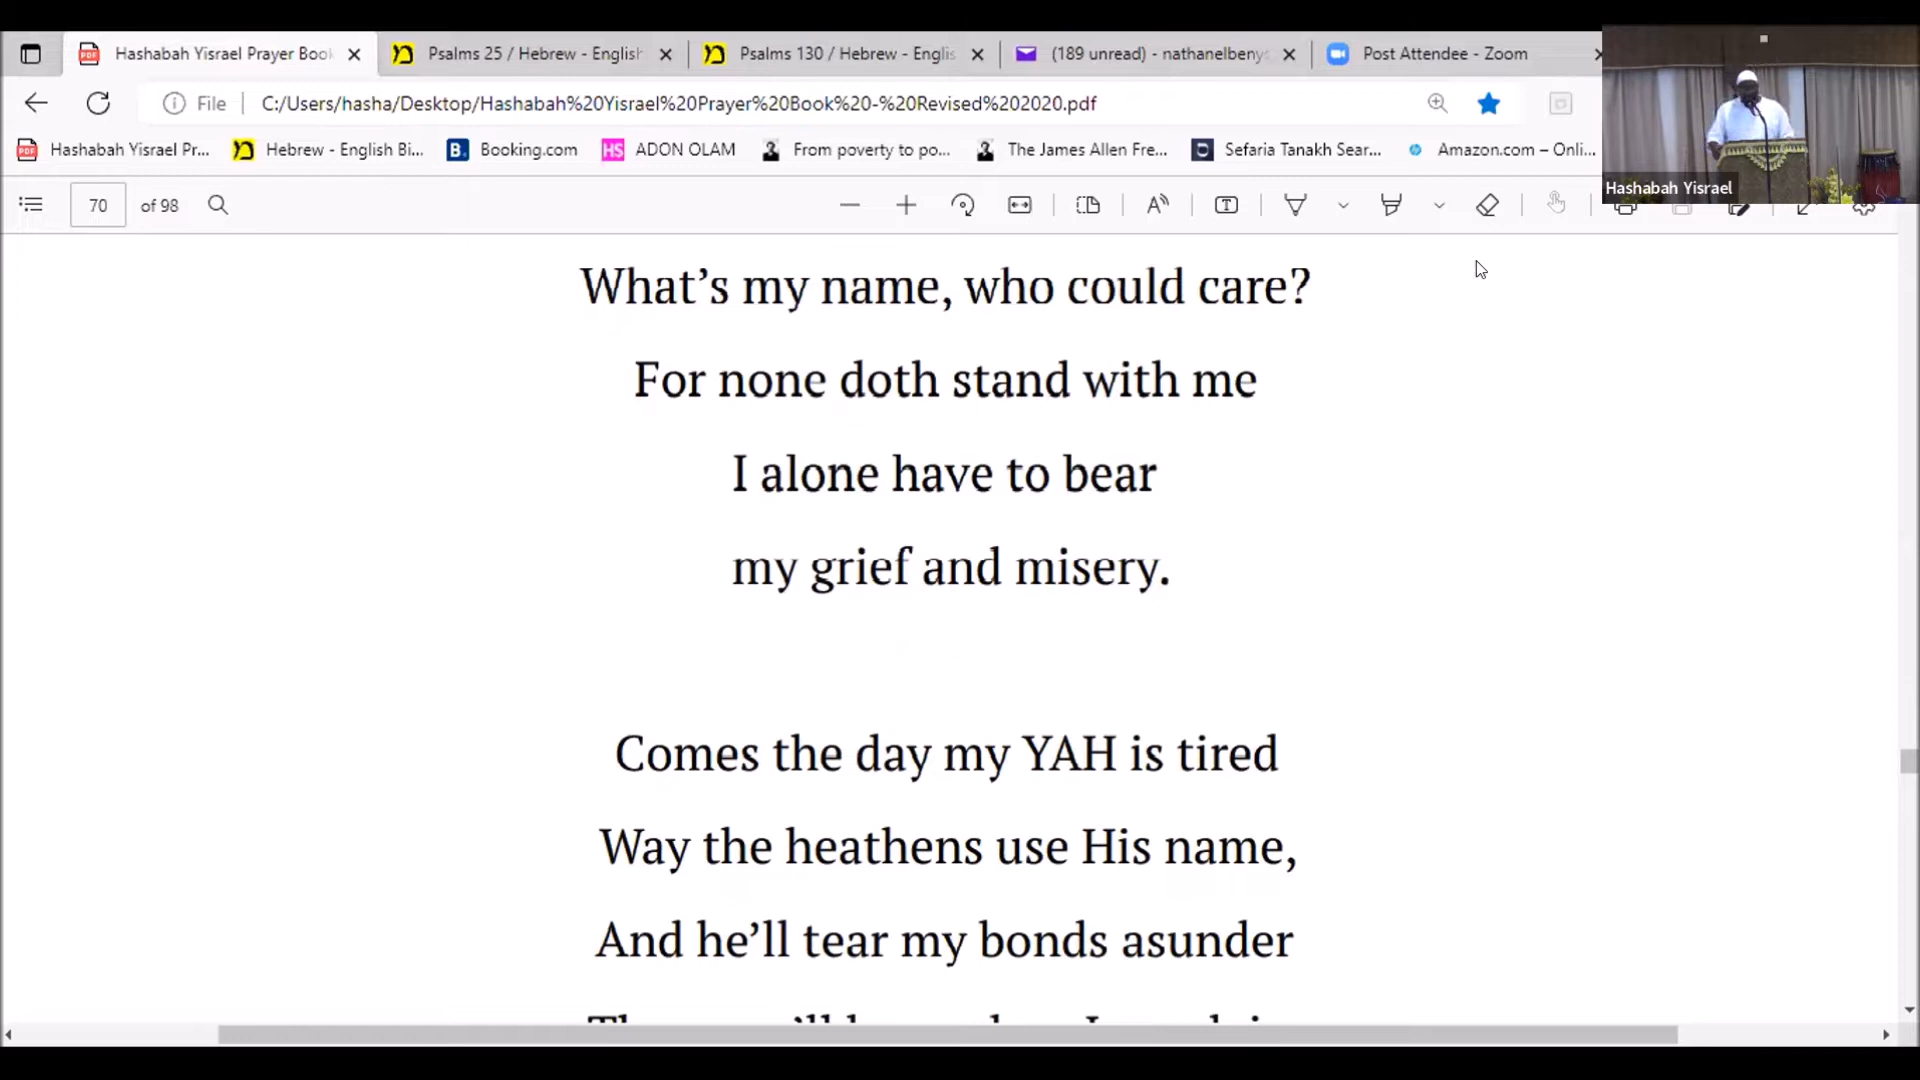 Hashabah Yisrael Prayer Book
Psalms 25 / Hebrew - English
Psalms 130 / Hebrew - Englis
(189 unread) - nathanelbenys
Post Attendee - Zoom
File
C:/Users/hasha/Desktop/Hashabah%20Yisrael%20Prayer%20Book%20-%20Revised%202020.pdf
Hashabah Yisrael Pr...
Hebrew - English Bi...
B.
Booking.com
HS
ADON OLAM
From poverty to po...
The James Allen Fre...
Sefaria Tanakh Sear...
Amazon.com – Onli...
Hashabah Yisrael
70
of 98
What's my name, who could care?
For none doth stand with me
I alone have to bear
my grief and misery.
Comes the day my YAH is tired
Way the heathens use His name,
And he'll tear my bonds asunder